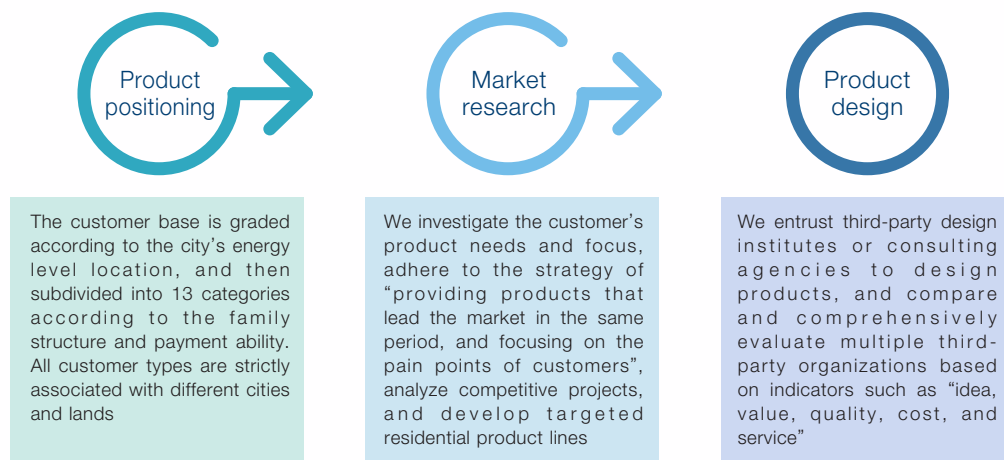 Product
positioning
Market
research
Product
design
The customer base is graded
according to the city's energy
level location, and then
subdivided into 13 categories
according to the family
structure and payment ability.
All customer types are strictly
associated with different cities
and lands
We investigate the customer's
product needs and focus,
adhere to the strategy of
“providing products that
lead the market in the same
period, and focusing on the
pain points of customers”,
analyze competitive projects,
and develop targeted
residential product lines
We entrust third-party design
institutes or consulting
agencies to design
products, and compare
and comprehensively
evaluate multiple third-
party organizations based
on indicators such as “idea,
value, quality, cost, and
service”